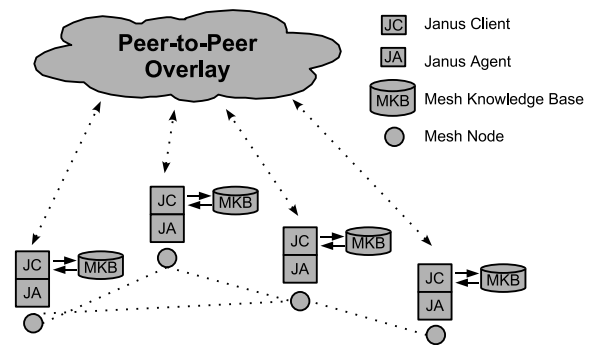 Peer-to-Peer
Overlay
JC Janus Client
JA Janus Agent
MKB Mesh Knowledge Base
Mesh Node
JC MKB
JA
JC MKB
JA
JC MKB
JA
JC MKB
JA